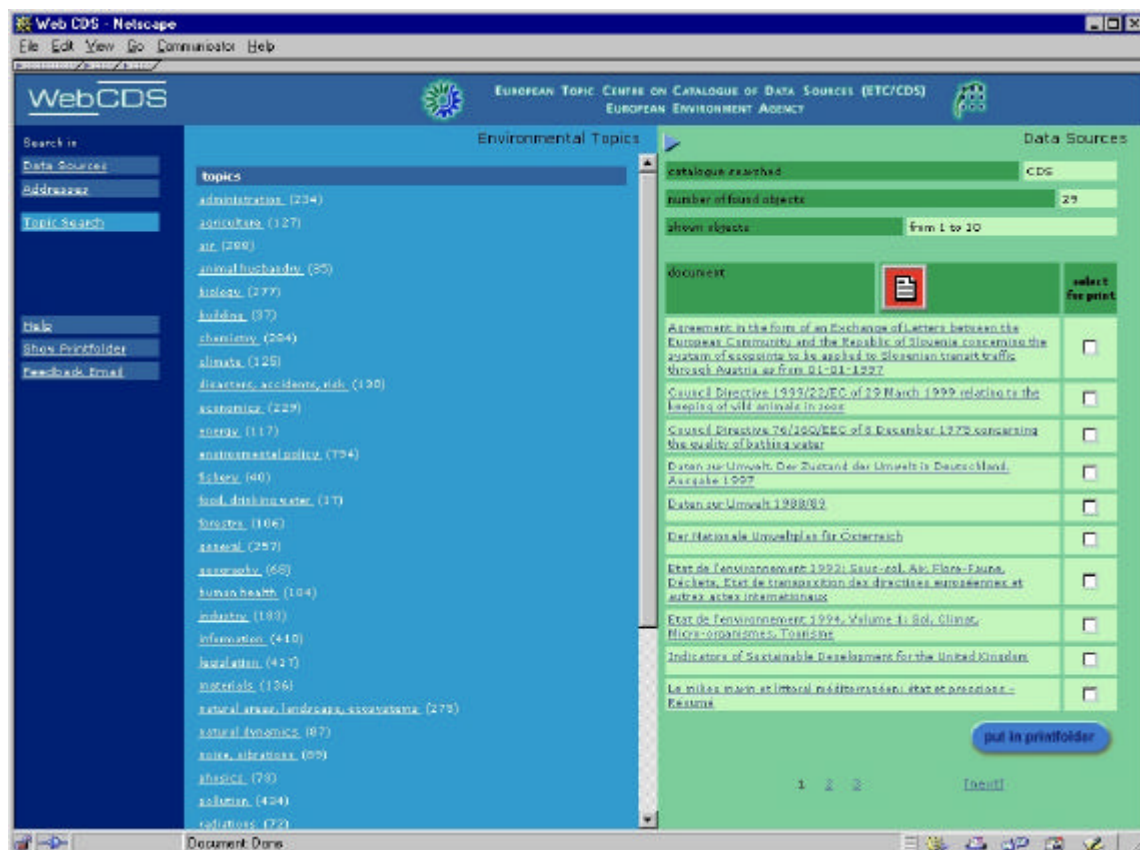 Web CDS - Netscape
File Edit View Go Communicator Help
WebCDS
EUROPEAN TOPIC CENTRE ON CATALOGUE OF DATA SOURCES (ETC/CDS)
EUROPEAN ENVIRONMENT AGENCY
Search in
Data Sources
Addresses
Topic Search
Help
Show Printfolder
Feedback Email
Environmental Topics
topics
administration (234)
agriculture (127)
air (288)
animal husbandry (35)
biology (277)
building (37)
chemistry (284)
climate (125)
disasters, accidents, risk
economics (229)
energy (117)
environmental policy (794)
fishery (40)
food, drinking water (17)
forestry (106)
general (257)
geography (68)
human health (104)
industry (183)
information (410)
legislation (427)
materials (136)
natural areas, landscape, ecosystems (275)
natural dynamics (87)
noise, vibrations (89)
physics (78)
pollution (434)
radiations (72)
Data Sources
catalogue searched CDS
number of found objects 29
shown objects from 1 to 10
document
select
for print
Agreement in the form of an Exchange of Letters between the
European Community and the Republic of Slovenia concerning the
system of ecopoints to be applied to Slovenian transit traffic
through Austria as from 01-01-1997
Council Directive 1999/22/EC of 29 March 1999 relating to the
keeping of wild animals in zoos
Council Directive 76/160/EEC of 8 December 1975 concerning
the quality of bathing water
Daten zur Umwelt. Der Zustand der Umwelt in Deutschland.
Ausgabe 1997
Daten zur Umwelt 1988/89
Der Nationale Umweltplan für Österreich
Etat de l'environnement 1992: Sous-sol, Air, Flore-Faune,
Déchets, Etat de transposition des directives européennes et
autres actes internationaux
Etat de l'environnement 1994, Volume 1: Sol, Climat,
Micro-organismes, Tourisme
Indicators of Sustainable Development for the United Kingdom
Le milieu marin et littoral méditerranéen: état et pressions -
Résumé
put in printfolder
1 2 3 [next]
Document: Done